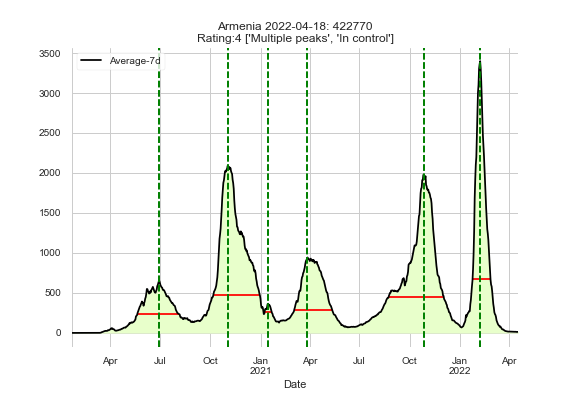 Armenia 2022-04-18: 422770
Rating:4 ['Multiple peaks', 'In control']
Average-7d
3500
3000
2500
2000
1500
1000
500
0
Apr Jul Oct Jan Apr Jul Oct Jan Apr
2021 2022
Date